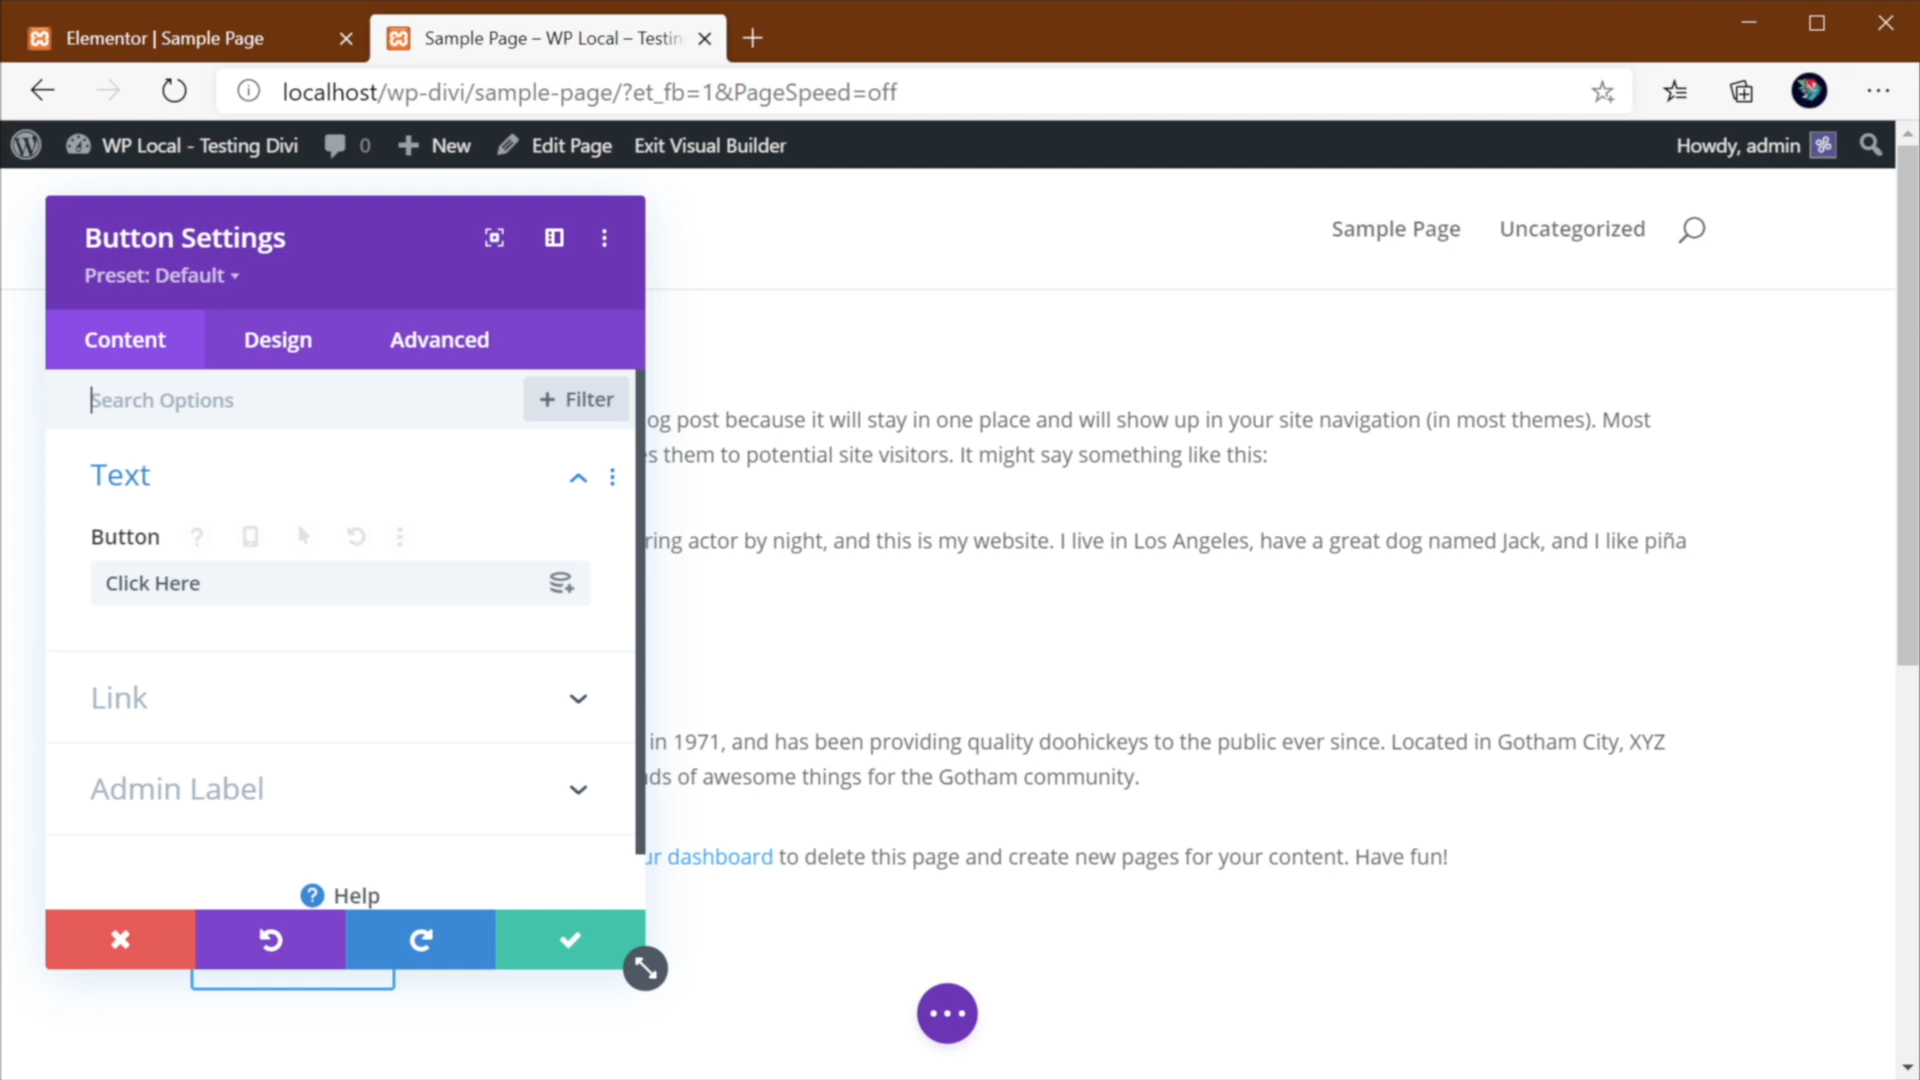 Elementor | Sample Page
Sample Page – WP Local – Testin
localhost/wp-divi/sample-page/?et_fb=1&PageSpeed=off
WP Local - Testing Divi
0
New
Edit Page
Exit Visual Builder
Howdy, admin
Button Settings
Preset: Default
Sample Page
Uncategorized
Content
Design
Advanced
Search Options
+ Filter
og post because it will stay in one place and will show up in your site navigation (in most themes). Most
s them to potential site visitors. It might say something like this:
Text
Button
?
Click Here
ring actor by night, and this is my website. I live in Los Angeles, have a great dog named Jack, and I like piña
Link
in 1971, and has been providing quality doohickeys to the public ever since. Located in Gotham City, XYZ
ds of awesome things for the Gotham community.
Admin Label
ur dashboard to delete this page and create new pages for your content. Have fun!
? Help